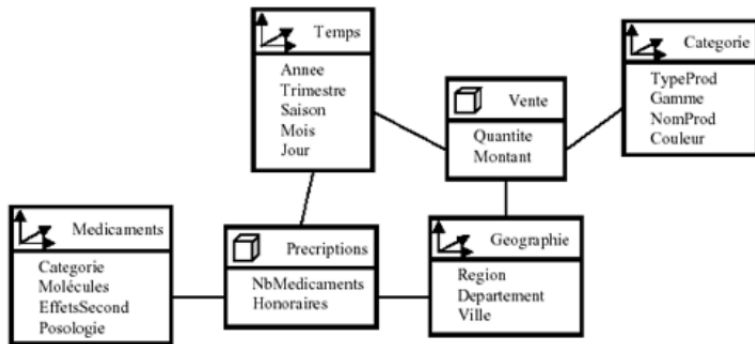 Temps
Annee
Trimestre
Saison
Mois
Jour
Categorie
TypeProd
Gamme
NomProd
Couleur
Vente
Quantite
Montant
Medicaments
Categorie
Molécules
EffetsSecond
Posologie
Precriptions
NbMedicaments
Honoraires
Geographie
Region
Departement
Ville